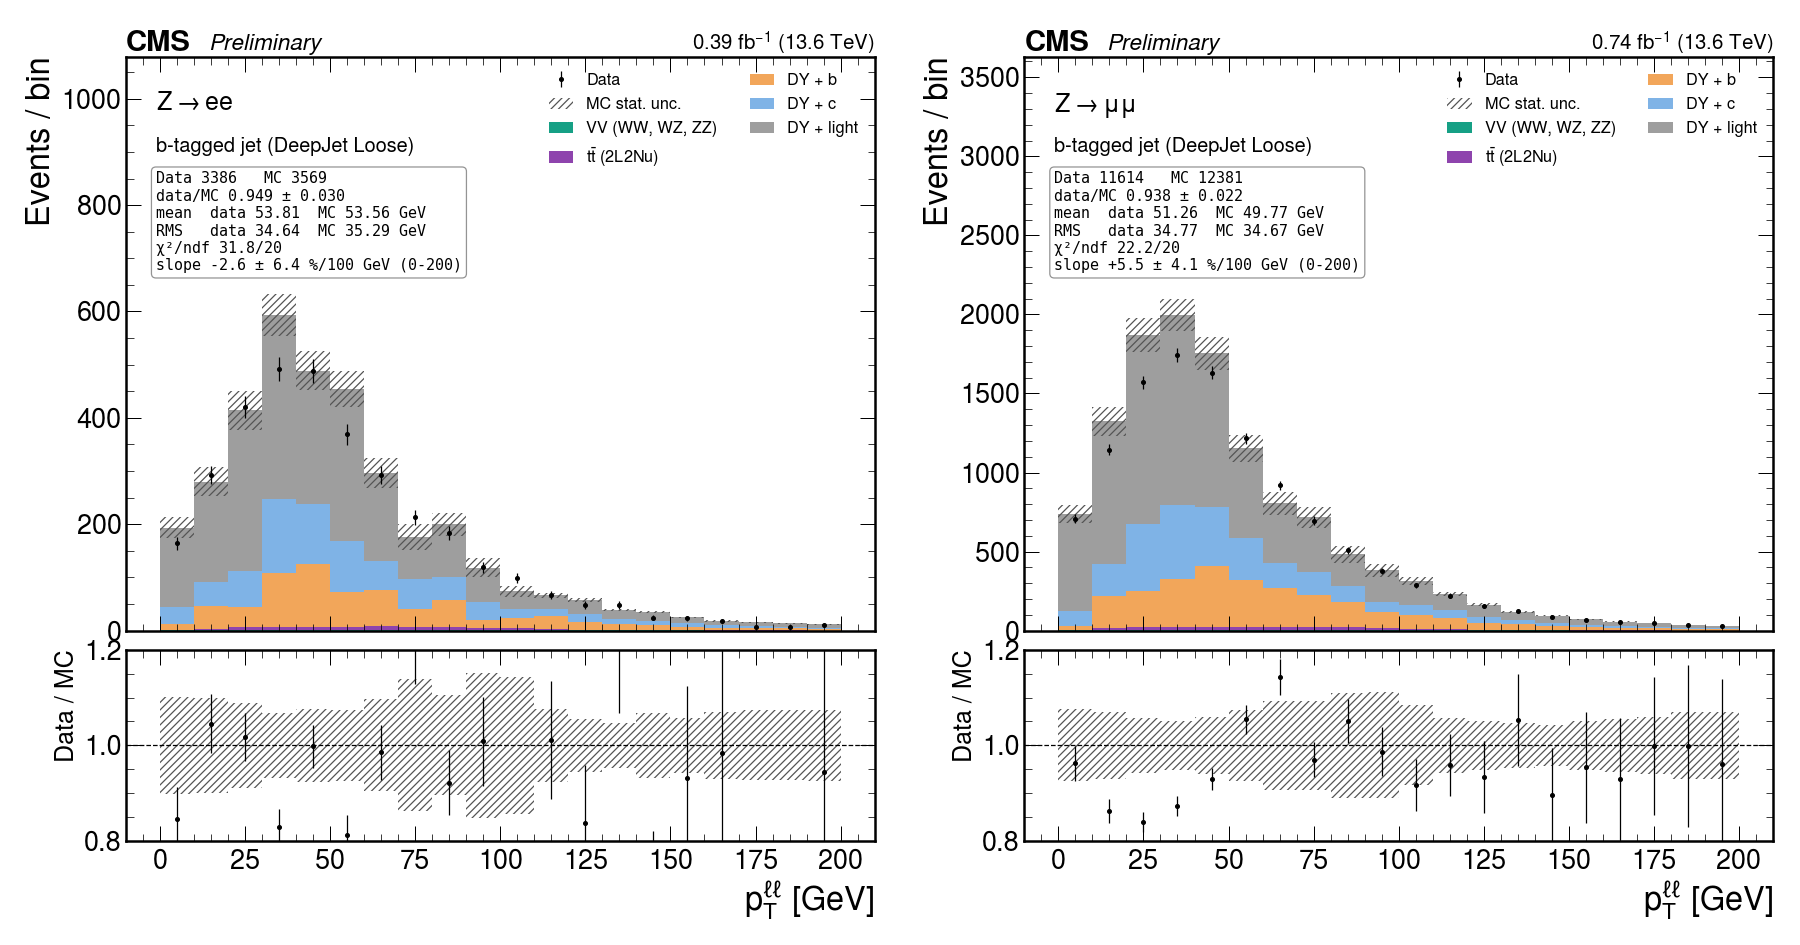 CMS Preliminary 0.39 fb⁻¹ (13.6 TeV)
Events / bin
1000
800
600
400
200
0
Z → ee
b-tagged jet (DeepJet Loose)
Data 3386 MC 3569
data/MC 0.949 ± 0.030
mean data 53.81 MC 53.56 GeV
RMS data 34.64 MC 35.29 GeV
χ²/ndf 31.8/20
slope -2.6 ± 6.4 %/100 GeV (0-200)
Data
MC stat. unc.
VV (WW, WZ, ZZ)
tt̄ (2L2Nu)
DY + b
DY + c
DY + light
Data / MC
1.2
1.0
0.8
0 25 50 75 100 125 150 175 200
p_T^ℓℓ [GeV]
CMS Preliminary 0.74 fb⁻¹ (13.6 TeV)
Events / bin
3500
3000
2500
2000
1500
1000
500
0
Z → μμ
b-tagged jet (DeepJet Loose)
Data 11614 MC 12381
data/MC 0.938 ± 0.022
mean data 51.26 MC 49.77 GeV
RMS data 34.77 MC 34.67 GeV
χ²/ndf 22.2/20
slope +5.5 ± 4.1 %/100 GeV (0-200)
Data
MC stat. unc.
VV (WW, WZ, ZZ)
tt̄ (2L2Nu)
DY + b
DY + c
DY + light
Data / MC
1.2
1.0
0.8
0 25 50 75 100 125 150 175 200
p_T^ℓℓ [GeV]